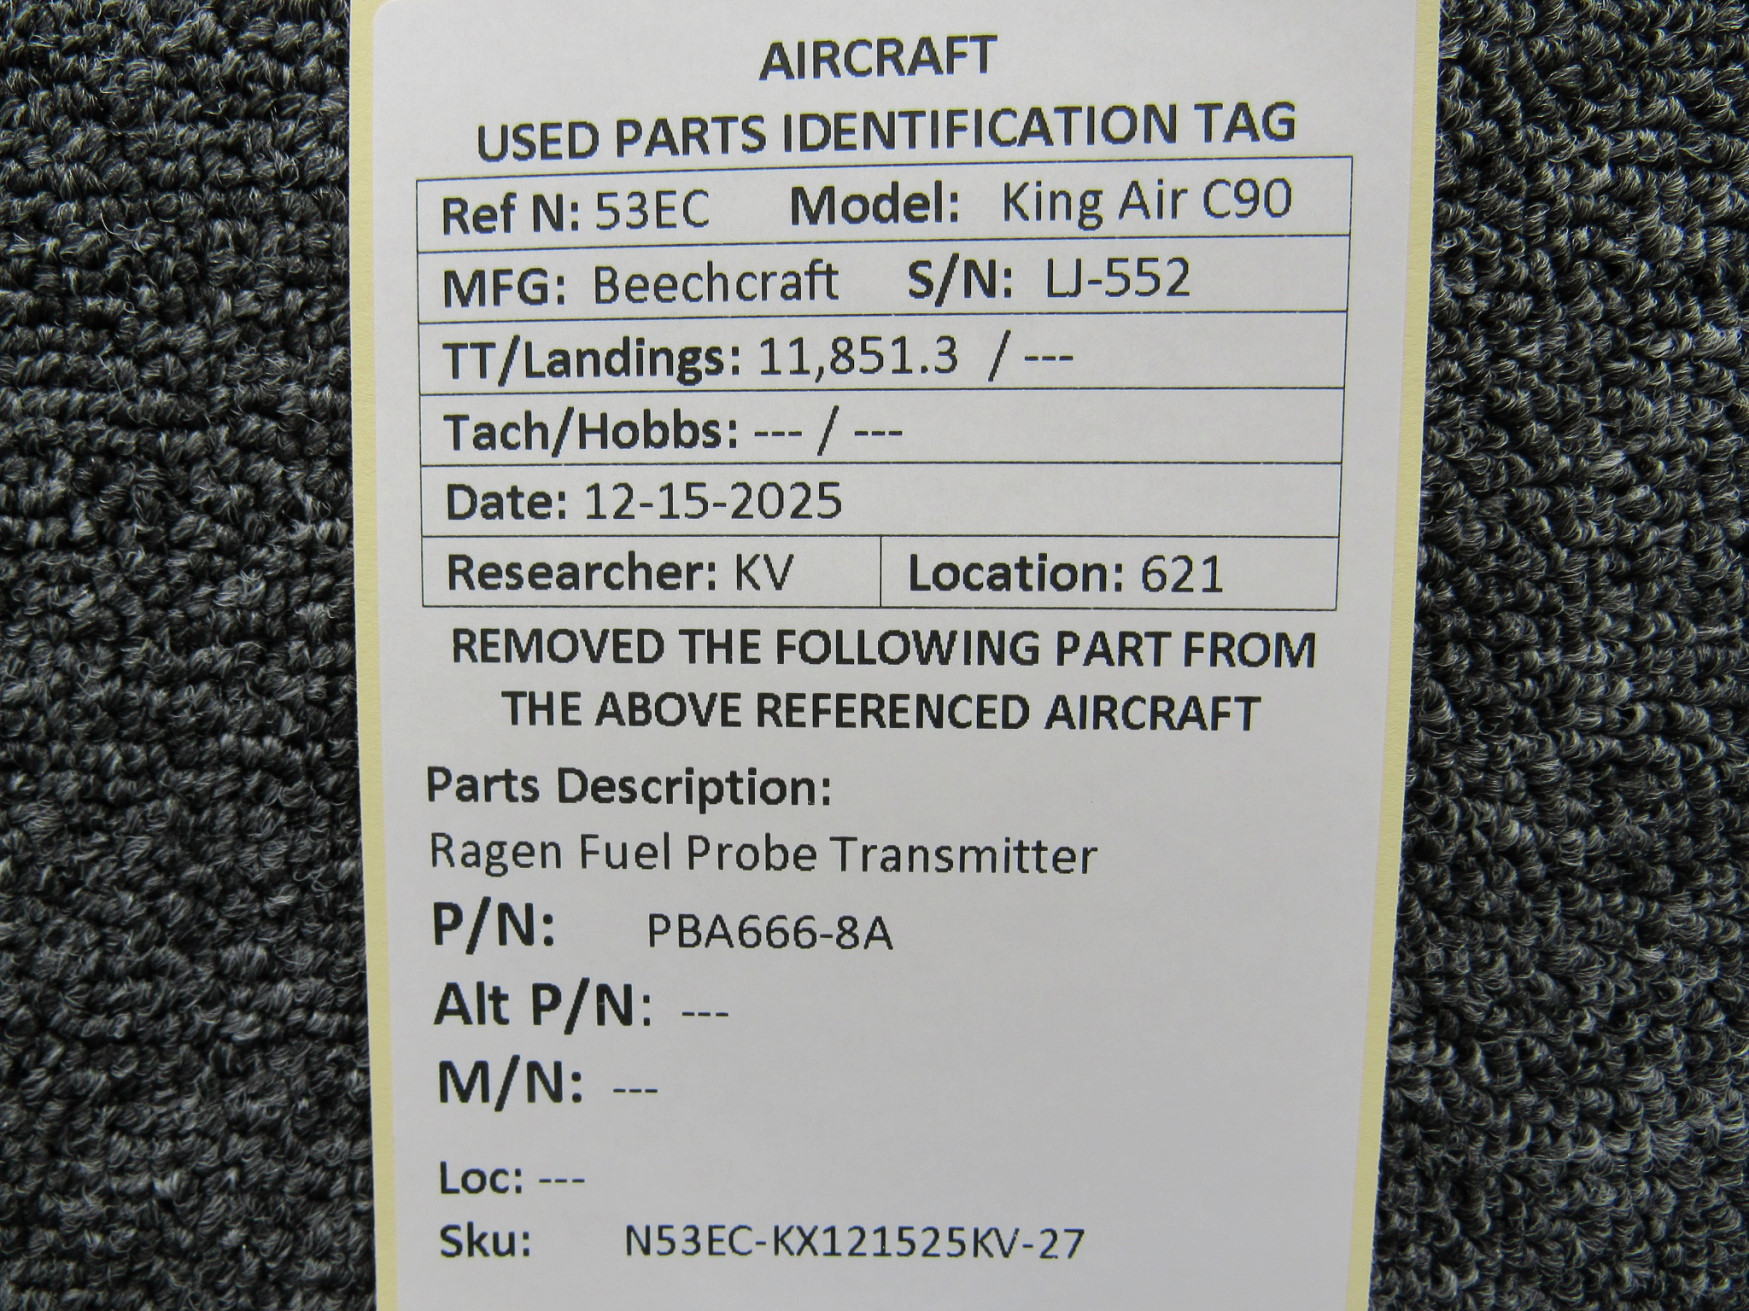 AIRCRAFT
USED PARTS IDENTIFICATION TAG
Ref N: 53EC Model: King Air C90
MFG: Beechcraft S/N: LJ-552
TT/Landings: 11,851.3 / ---
Tach/Hobbs: --- / ---
Date: 12-15-2025
Researcher: KV Location: 621
REMOVED THE FOLLOWING PART FROM
THE ABOVE REFERENCED AIRCRAFT
Parts Description:
Ragen Fuel Probe Transmitter
P/N: PBA666-8A
Alt P/N: ---
M/N: ---
Loc: ---
Sku: N53EC-KX121525KV-27